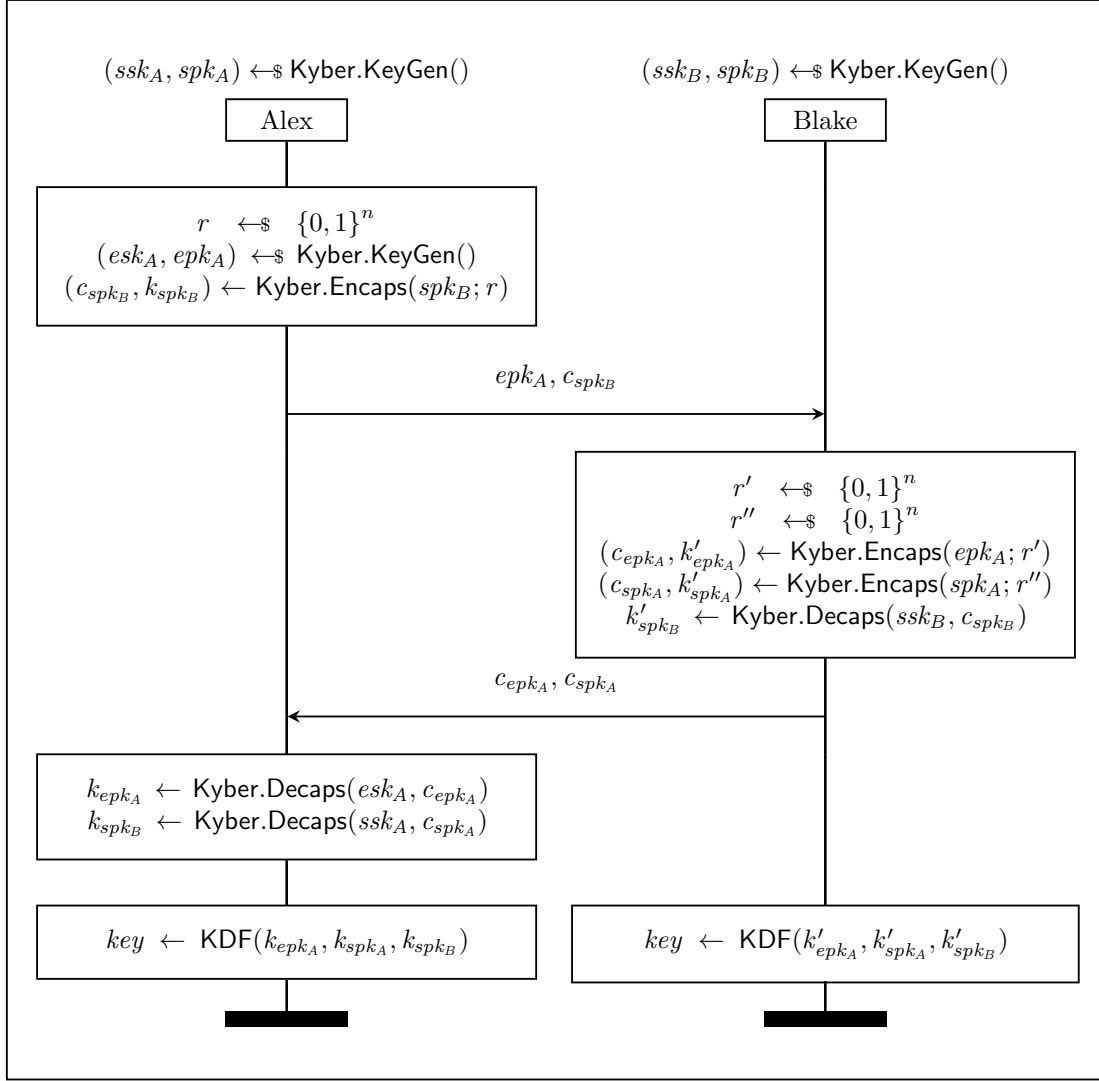 (ssk_A, spk_A) ←$ Kyber.KeyGen()
(ssk_B, spk_B) ←$ Kyber.KeyGen()
Alex
Blake
r ←$ {0, 1}^n
(esk_A, epk_A) ←$ Kyber.KeyGen()
(c_{spk_B}, k_{spk_B}) ← Kyber.Encaps(spk_B; r)
epk_A, c_{spk_B}
r′ ←$ {0, 1}^n
r″ ←$ {0, 1}^n
(c_{epk_A}, k′_{epk_A}) ← Kyber.Encaps(epk_A; r′)
(c_{spk_A}, k′_{spk_A}) ← Kyber.Encaps(spk_A; r″)
k′_{spk_B} ← Kyber.Decaps(ssk_B, c_{spk_B})
c_{epk_A}, c_{spk_A}
k_{epk_A} ← Kyber.Decaps(esk_A, c_{epk_A})
k_{spk_B} ← Kyber.Decaps(ssk_A, c_{spk_A})
key ← KDF(k_{epk_A}, k_{spk_A}, k_{spk_B})
key ← KDF(k′_{epk_A}, k′_{spk_A}, k′_{spk_B})